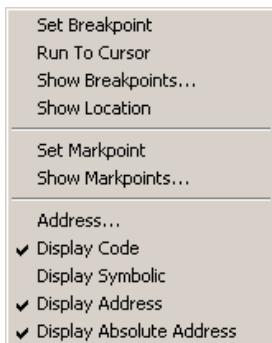 Set Breakpoint
Run To Cursor
Show Breakpoints...
Show Location
Set Markpoint
Show Markpoints...
Address...
Display Code
Display Symbolic
Display Address
Display Absolute Address